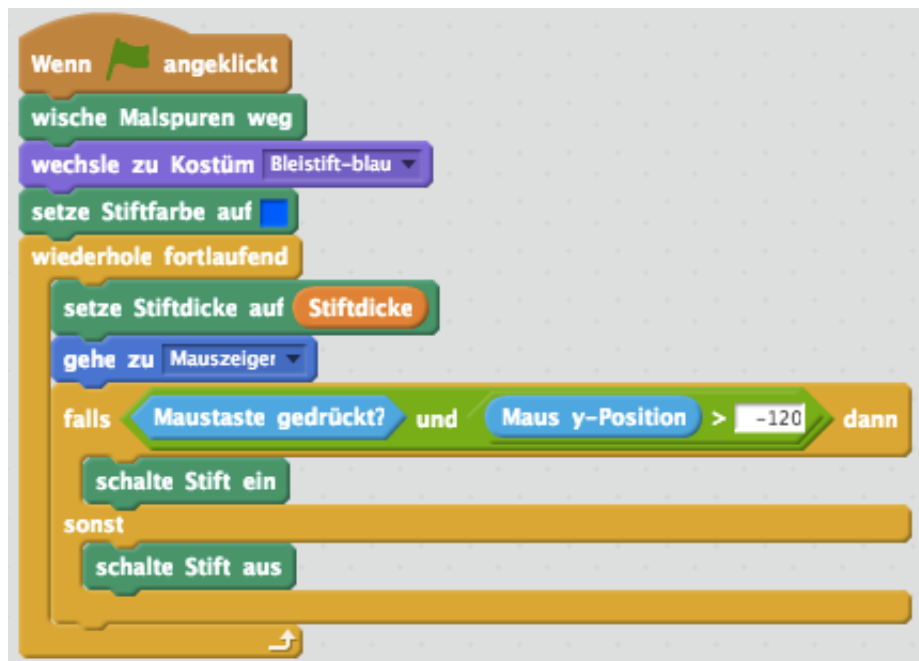 Wenn angeklickt
wische Malspuren weg
wechsle zu Kostüm Bleistift-blau
setze Stiftfarbe auf
wiederhole fortlaufend
setze Stiftdicke auf Stiftdicke
gehe zu Mauszeiger
falls Maustaste gedrückt? und Maus y-Position > -120 dann
schalte Stift ein
sonst
schalte Stift aus